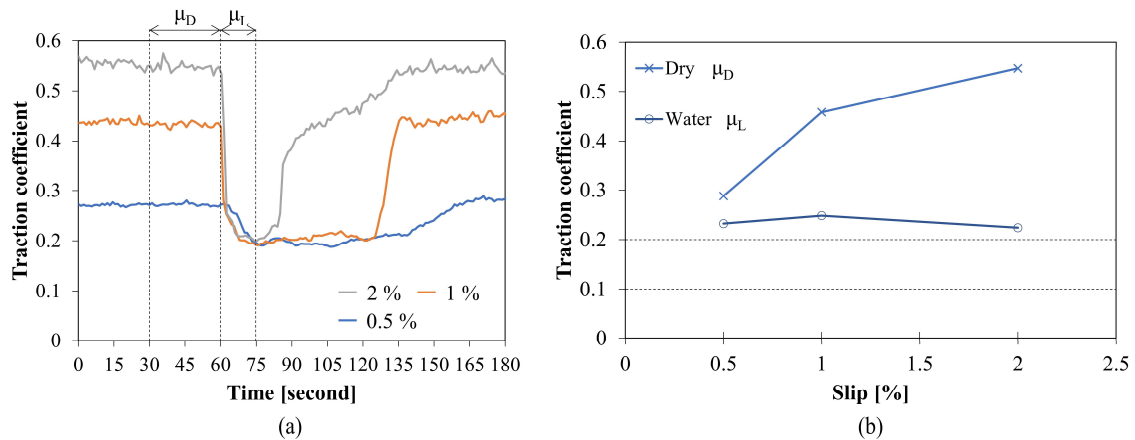 μD μL
0.6
0.5
0.4
0.3
0.2
0.1
0
Traction coefficient
2 % 1 %
0.5 %
0 15 30 45 60 75 90 105 120 135 150 165 180
Time [second]
(a)
0.6
0.5
0.4
0.3
0.2
0.1
0
Traction coefficient
Dry μD
Water μL
0 0.5 1 1.5 2 2.5
Slip [%]
(b)